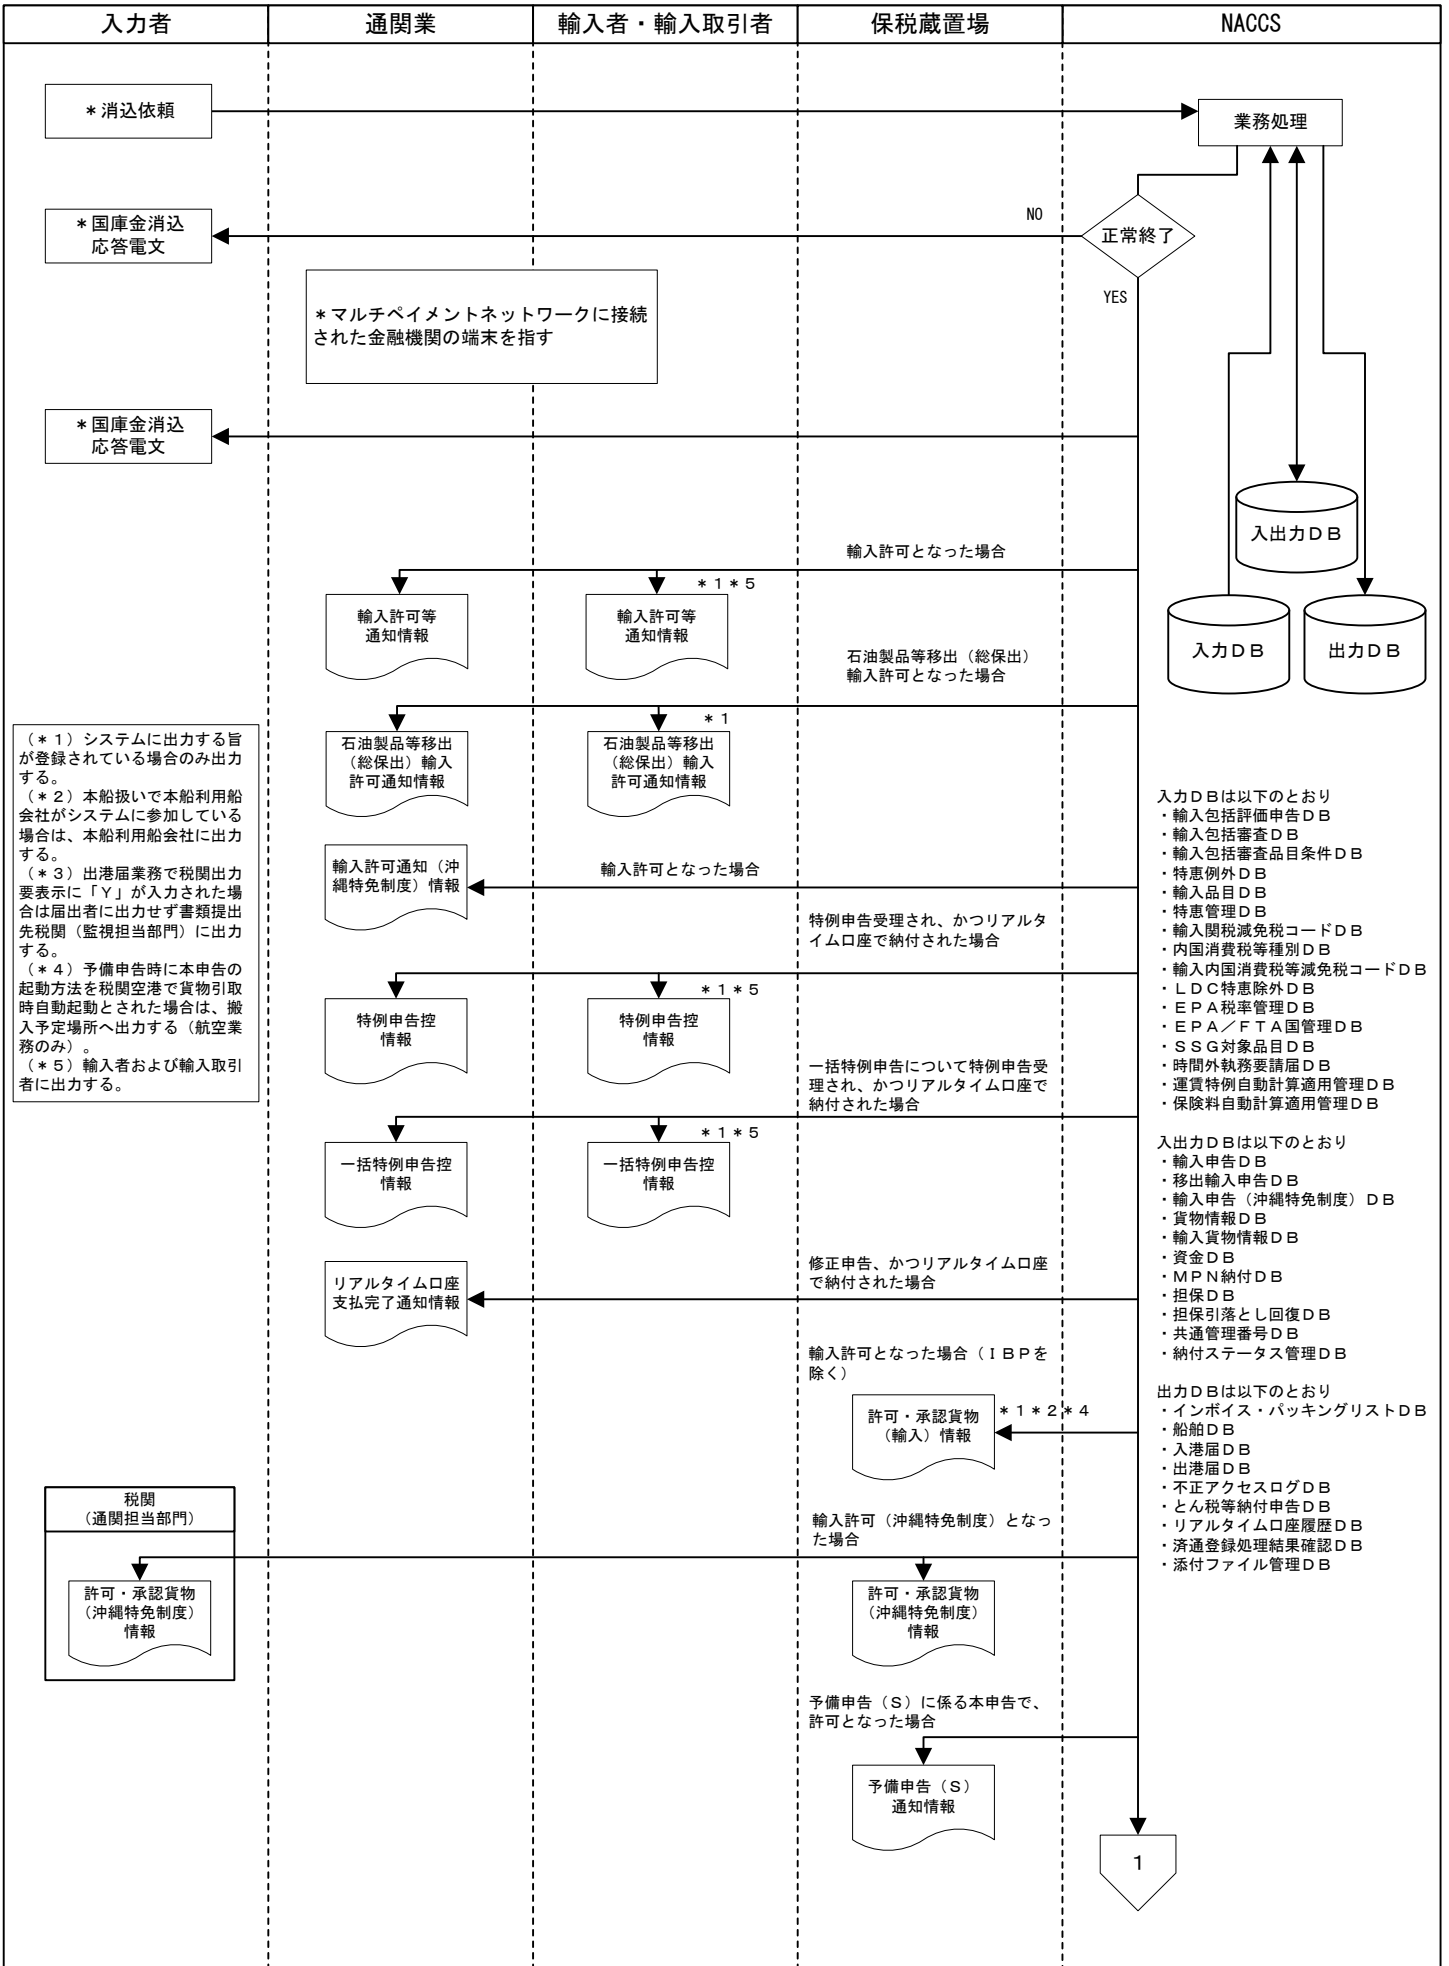 入力者
通関業
輸入者・輸入取引者
保税蔵置場
NACCS
＊消込依頼
業務処理
＊国庫金消込
応答電文
NO
正常終了
YES
＊マルチペイメントネットワークに接続
された金融機関の端末を指す
＊国庫金消込
応答電文
入出力ＤＢ
入力ＤＢ
出力ＤＢ
輸入許可となった場合
＊１＊５
輸入許可等
通知情報
輸入許可等
通知情報
石油製品等移出（総保出）
輸入許可となった場合
＊１
石油製品等移出
（総保出）輸入
許可通知情報
石油製品等移出
（総保出）輸入
許可通知情報
（＊１）システムに出力する旨
が登録されている場合のみ出力
する。
（＊２）本船扱いで本船利用船
会社がシステムに参加している
場合は、本船利用船会社に出力
する。
（＊３）出港届業務で税関出力
要表示に「Ｙ」が入力された場
合は届出者に出力せず書類提出
先税関（監視担当部門）に出力
する。
（＊４）予備申告時に本申告の
起動方法を税関空港で貨物引取
時自動起動とされた場合は、搬
入予定場所へ出力する（航空業
務のみ）。
（＊５）輸入者および輸入取引
者に出力する。
輸入許可通知（沖
縄特免制度）情報
輸入許可となった場合
特例申告受理され、かつリアルタ
イム口座で納付された場合
＊１＊５
特例申告控
情報
特例申告控
情報
一括特例申告について特例申告受
理され、かつリアルタイム口座で
納付された場合
＊１＊５
一括特例申告控
情報
一括特例申告控
情報
修正申告、かつリアルタイム口座
で納付された場合
リアルタイム口座
支払完了通知情報
輸入許可となった場合（ＩＢＰを
除く）
＊１＊２＊４
許可・承認貨物
（輸入）情報
税関
（通関担当部門）
輸入許可（沖縄特免制度）となっ
た場合
許可・承認貨物
（沖縄特免制度）
情報
許可・承認貨物
（沖縄特免制度）
情報
予備申告（Ｓ）に係る本申告で、
許可となった場合
予備申告（Ｓ）
通知情報
1
入力ＤＢは以下のとおり
・輸入包括評価申告ＤＢ
・輸入包括審査ＤＢ
・輸入包括審査品目条件ＤＢ
・特恵例外ＤＢ
・輸入品目ＤＢ
・特恵管理ＤＢ
・輸入関税減免税コードＤＢ
・内国消費税等種別ＤＢ
・輸入内国消費税等減免税コードＤＢ
・ＬＤＣ特恵除外ＤＢ
・ＥＰＡ税率管理ＤＢ
・ＥＰＡ／ＦＴＡ国管理ＤＢ
・ＳＳＧ対象品目ＤＢ
・時間外執務要請届ＤＢ
・運賃特例自動計算適用管理ＤＢ
・保険料自動計算適用管理ＤＢ
入出力ＤＢは以下のとおり
・輸入申告ＤＢ
・移出輸入申告ＤＢ
・輸入申告（沖縄特免制度）ＤＢ
・貨物情報ＤＢ
・輸入貨物情報ＤＢ
・資金ＤＢ
・ＭＰＮ納付ＤＢ
・担保ＤＢ
・担保引落とし回復ＤＢ
・共通管理番号ＤＢ
・納付ステータス管理ＤＢ
出力ＤＢは以下のとおり
・インボイス・パッキングリストＤＢ
・船舶ＤＢ
・入港届ＤＢ
・出港届ＤＢ
・不正アクセスログＤＢ
・とん税等納付申告ＤＢ
・リアルタイム口座履歴ＤＢ
・済通登録処理結果確認ＤＢ
・添付ファイル管理ＤＢ